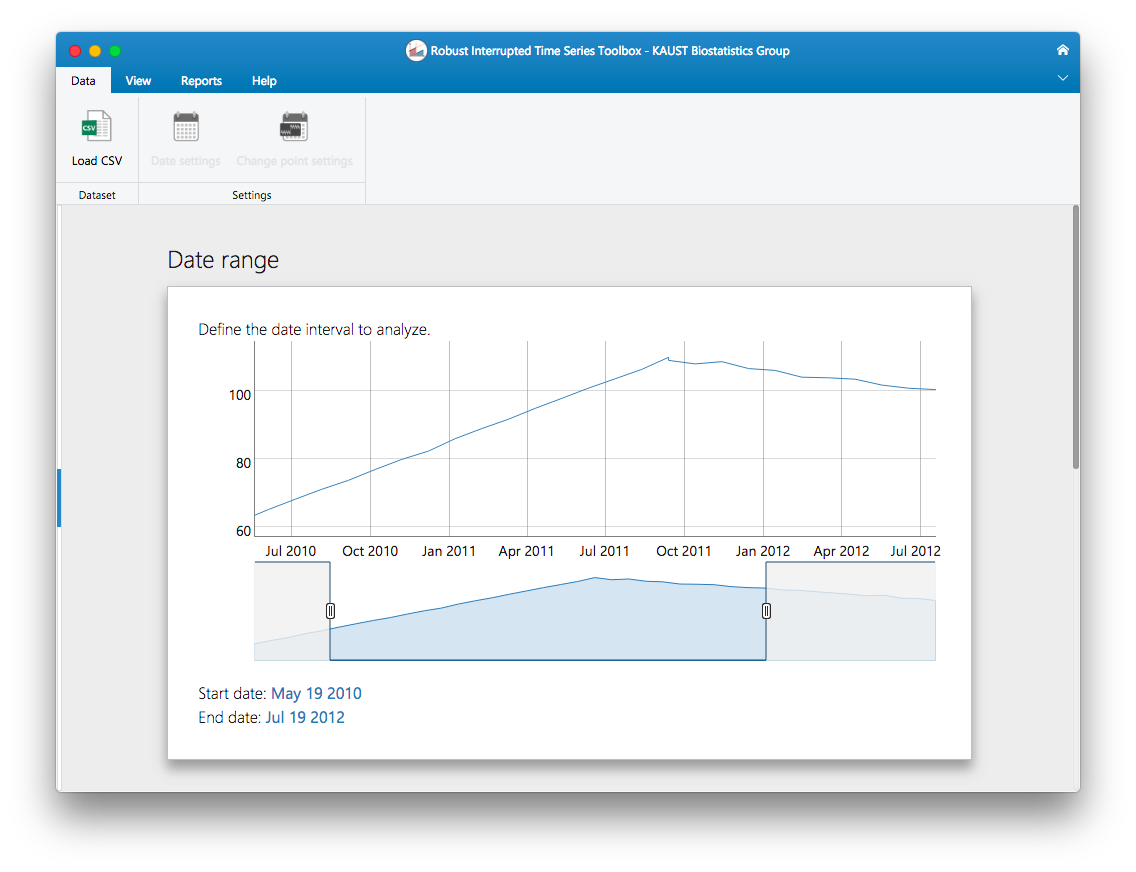 Robust Interrupted Time Series Toolbox - KAUST Biostatistics Group
Data View Reports Help
CSV
Load CSV Date settings Change point settings
Dataset Settings
Date range
Define the date interval to analyze.
100
80
60
Jul 2010 Oct 2010 Jan 2011 Apr 2011 Jul 2011 Oct 2011 Jan 2012 Apr 2012 Jul 2012
Start date: May 19 2010
End date: Jul 19 2012